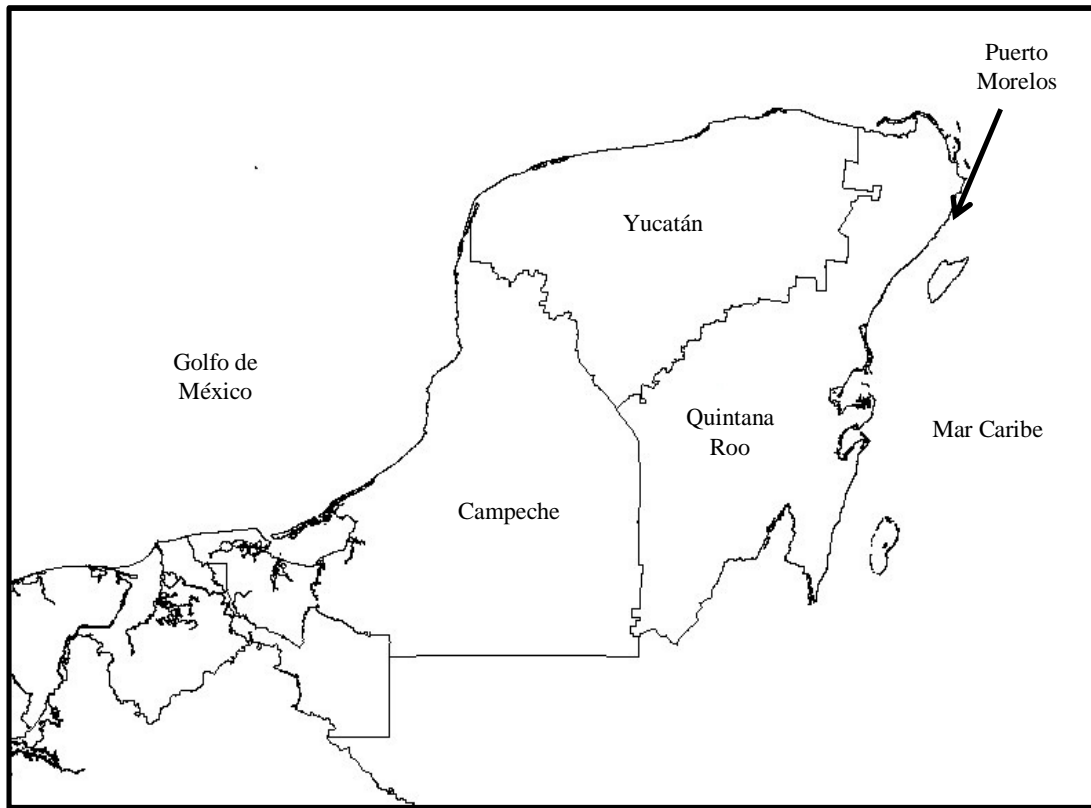 Puerto
Morelos
Yucatán
Golfo de
México
Quintana
Roo
Mar Caribe
Campeche